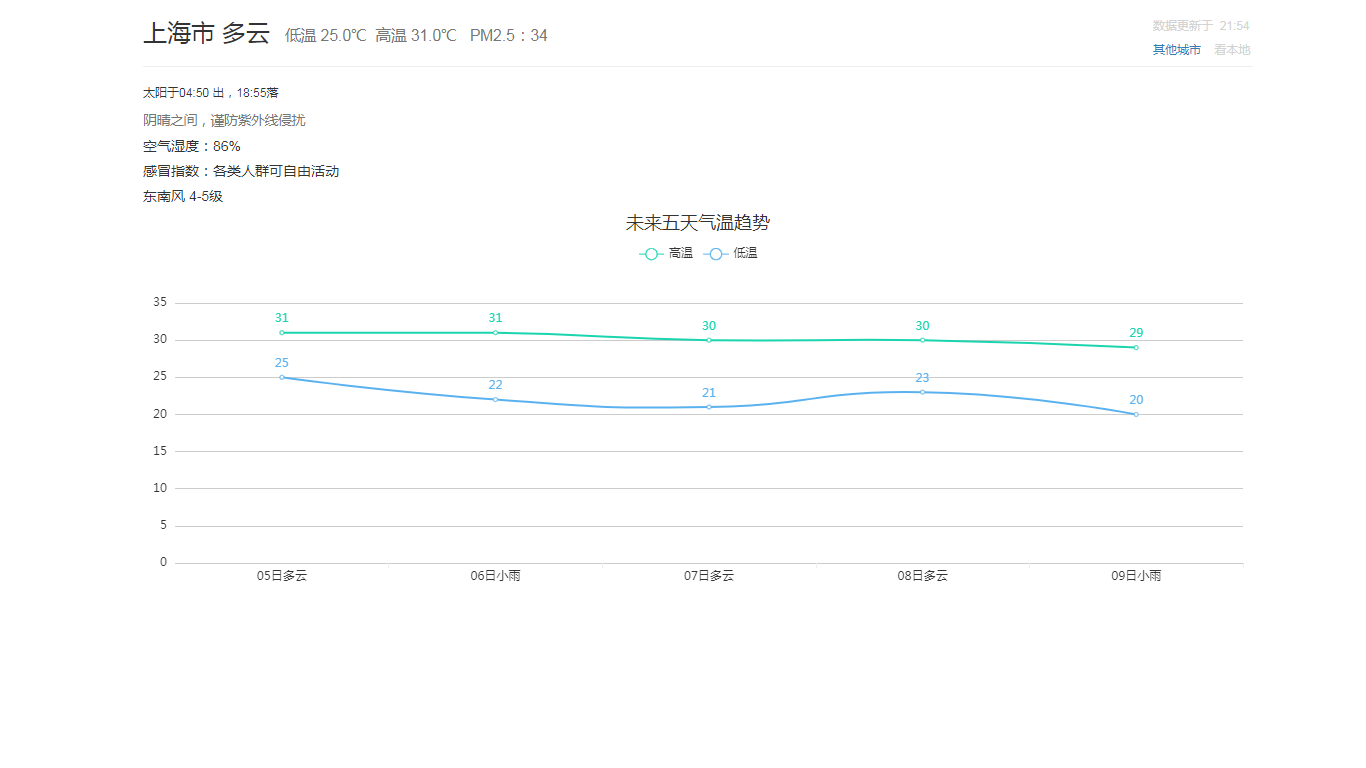 上海市 多云 低温 25.0℃ 高温 31.0℃ PM2.5：34
数据更新于 21:54
其他城市 看本地
太阳于04:50 出，18:55落
阴晴之间，谨防紫外线侵扰
空气湿度：86%
感冒指数：各类人群可自由活动
东南风 4-5级
未来五天气温趋势
高温 低温
35
31 31 30 30 29
30
25 22 21 23 20
25
20
15
10
5
0
05日多云 06日小雨 07日多云 08日多云 09日小雨